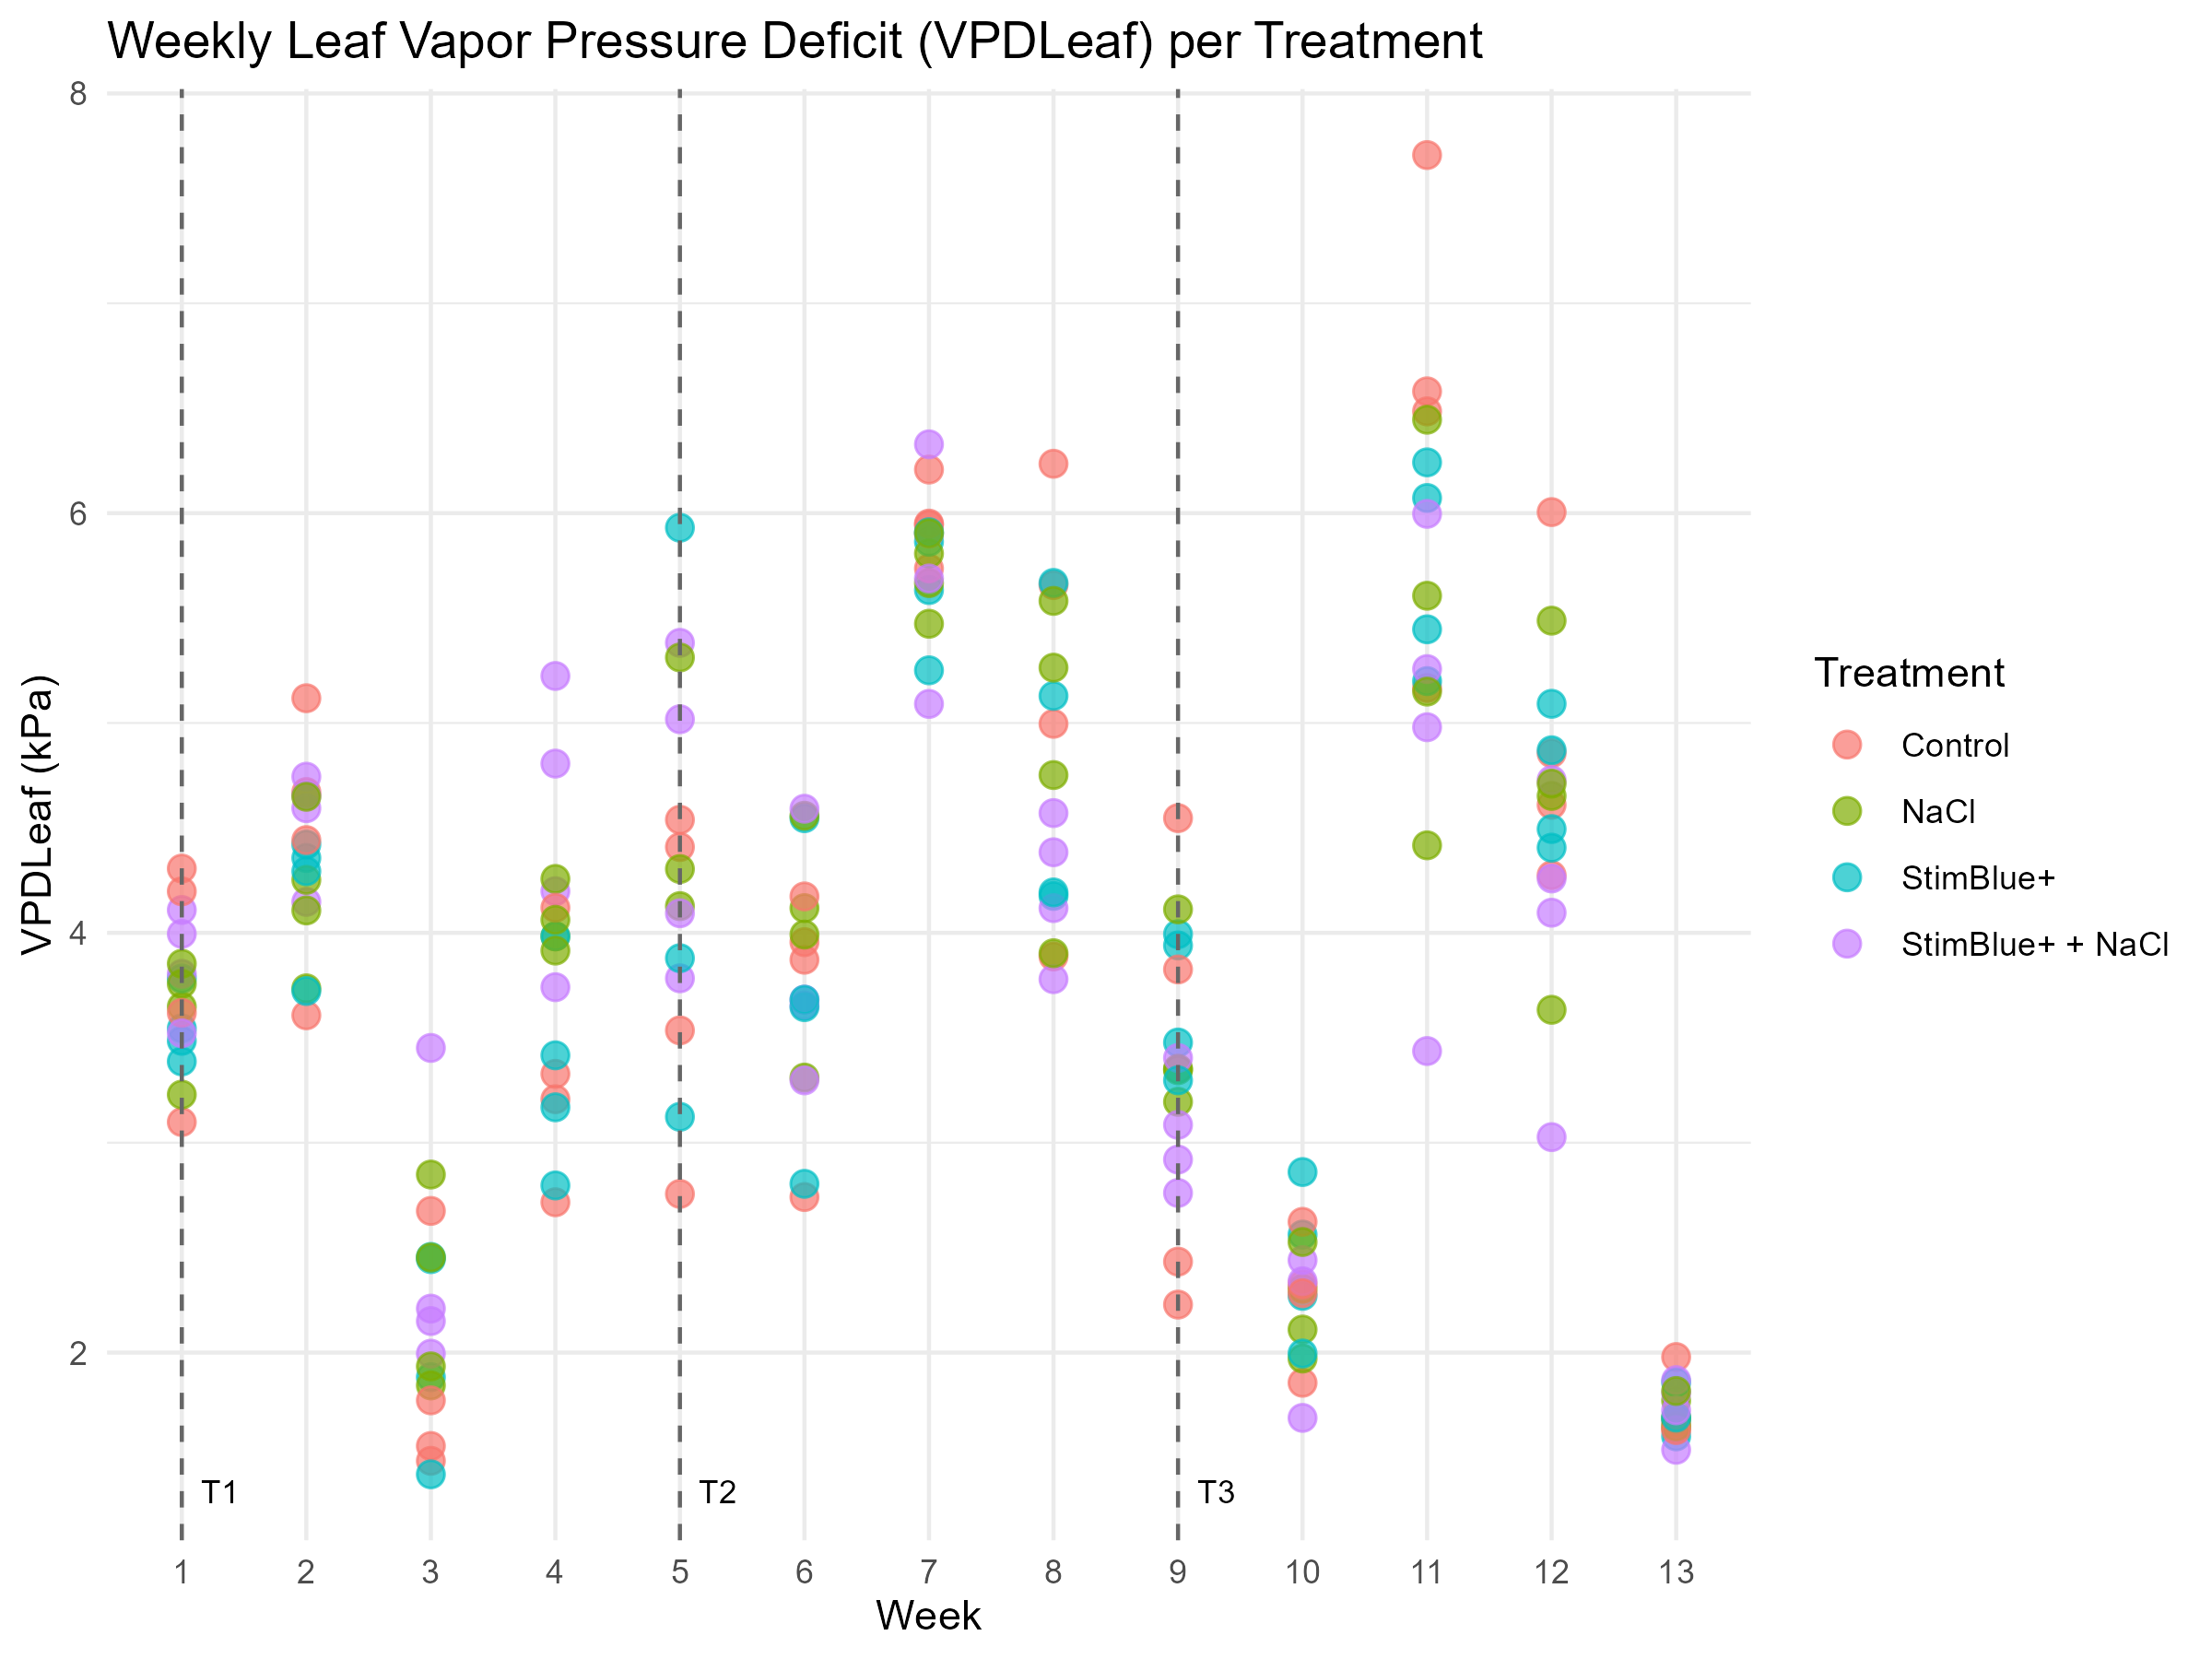 Weekly Leaf Vapor Pressure Deficit (VPDLeaf) per Treatment
8
6
4
2
VPDLeaf (kPa)
T1
T2
T3
1 2 3 4 5 6 7 8 9 10 11 12 13
Week
Treatment
Control
NaCl
StimBlue+
StimBlue+ + NaCl